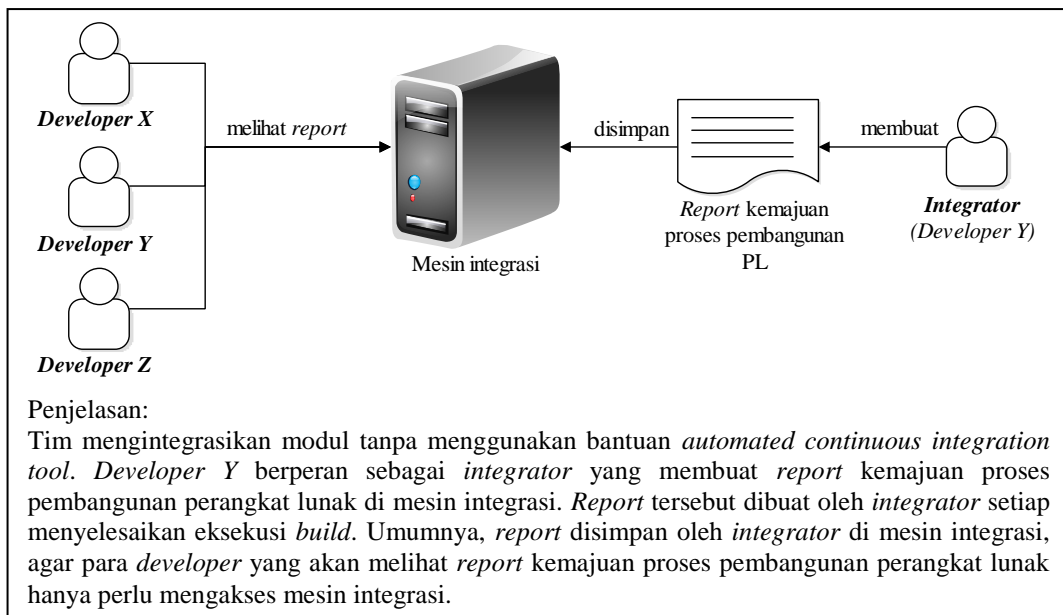 Developer X
melihat report
disimpan
membuat
Developer Y
Report kemajuan
proses pembangunan
PL
Integrator
(Developer Y)
Mesin integrasi
Developer Z
Penjelasan:
Tim mengintegrasikan modul tanpa menggunakan bantuan automated continuous integration
tool. Developer Y berperan sebagai integrator yang membuat report kemajuan proses
pembangunan perangkat lunak di mesin integrasi. Report tersebut dibuat oleh integrator setiap
menyelesaikan eksekusi build. Umumnya, report disimpan oleh integrator di mesin integrasi,
agar para developer yang akan melihat report kemajuan proses pembangunan perangkat lunak
hanya perlu mengakses mesin integrasi.